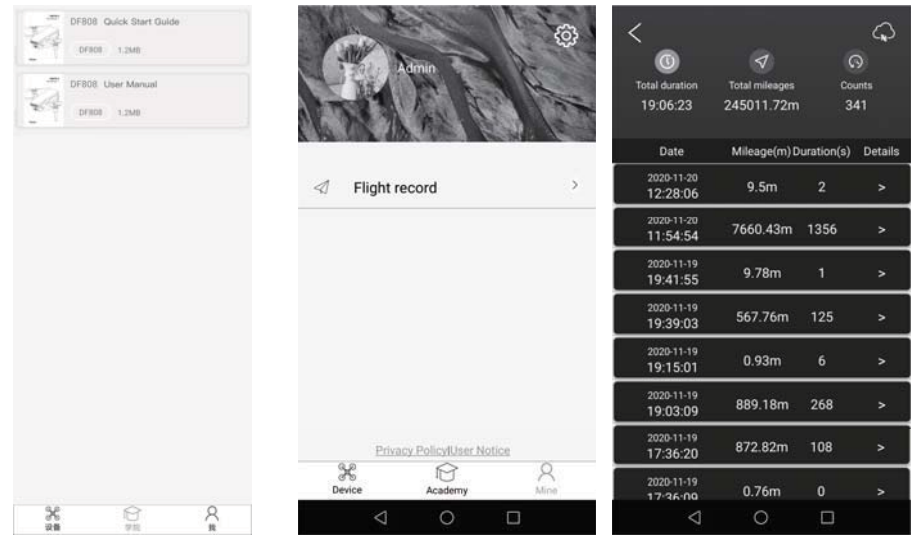 DF808 Quick Start Guide
DF808 1.2MB
DF808 User Manual
DF808 1.2MB
设备 学院 我
Admin
Flight record >
Privacy Policy|User Notice
Device Academy Mine
Total duration Total mileages Counts
19:06:23 245011.72m 341
Date Mileage(m) Duration(s) Details
2020-11-20
12:28:06 9.5m 2 >
2020-11-20
11:54:54 7660.43m 1356 >
2020-11-19
19:41:55 9.78m 1 >
2020-11-19
19:39:03 567.76m 125 >
2020-11-19
19:15:01 0.93m 6 >
2020-11-19
19:03:09 889.18m 268 >
2020-11-19
17:36:20 872.82m 108 >
2020-11-19
17:36:09 0.76m 0 >